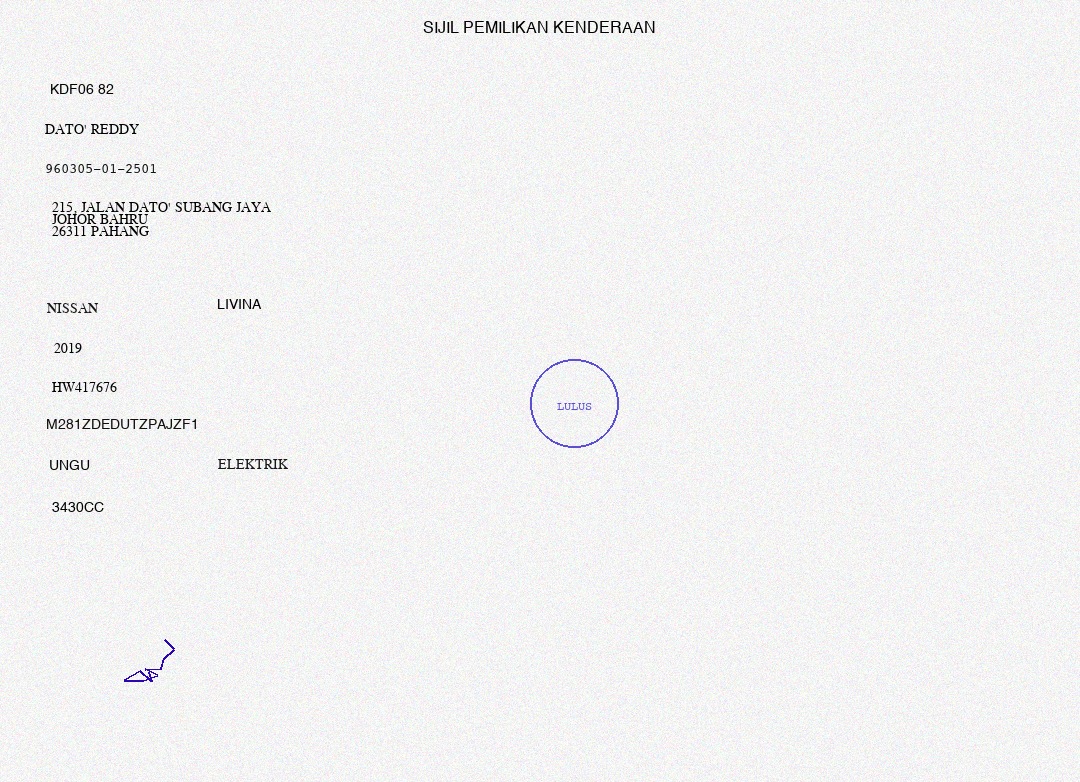 SIJIL PEMILIKAN KENDERAAN
KDF06 82
DATO' REDDY
960305-01-2501
215, JALAN DATO' SUBANG JAYA
JOHOR BAHRU
26311 PAHANG
NISSAN LIVINA
2019
HW417676
LULUS
M281ZDEDUTZPAJZF1
UNGU ELEKTRIK
3430CC